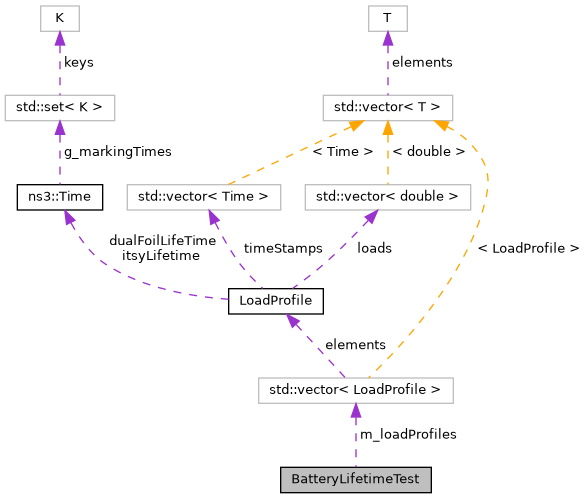 K
T
keys
elements
std::set< K >
std::vector< T >
g_markingTimes
< Time >
< double >
ns3::Time
std::vector< Time >
std::vector< double >
dualFoilLifeTime
itsyLifetime
timeStamps
loads
< LoadProfile >
LoadProfile
elements
std::vector< LoadProfile >
m_loadProfiles
BatteryLifetimeTest